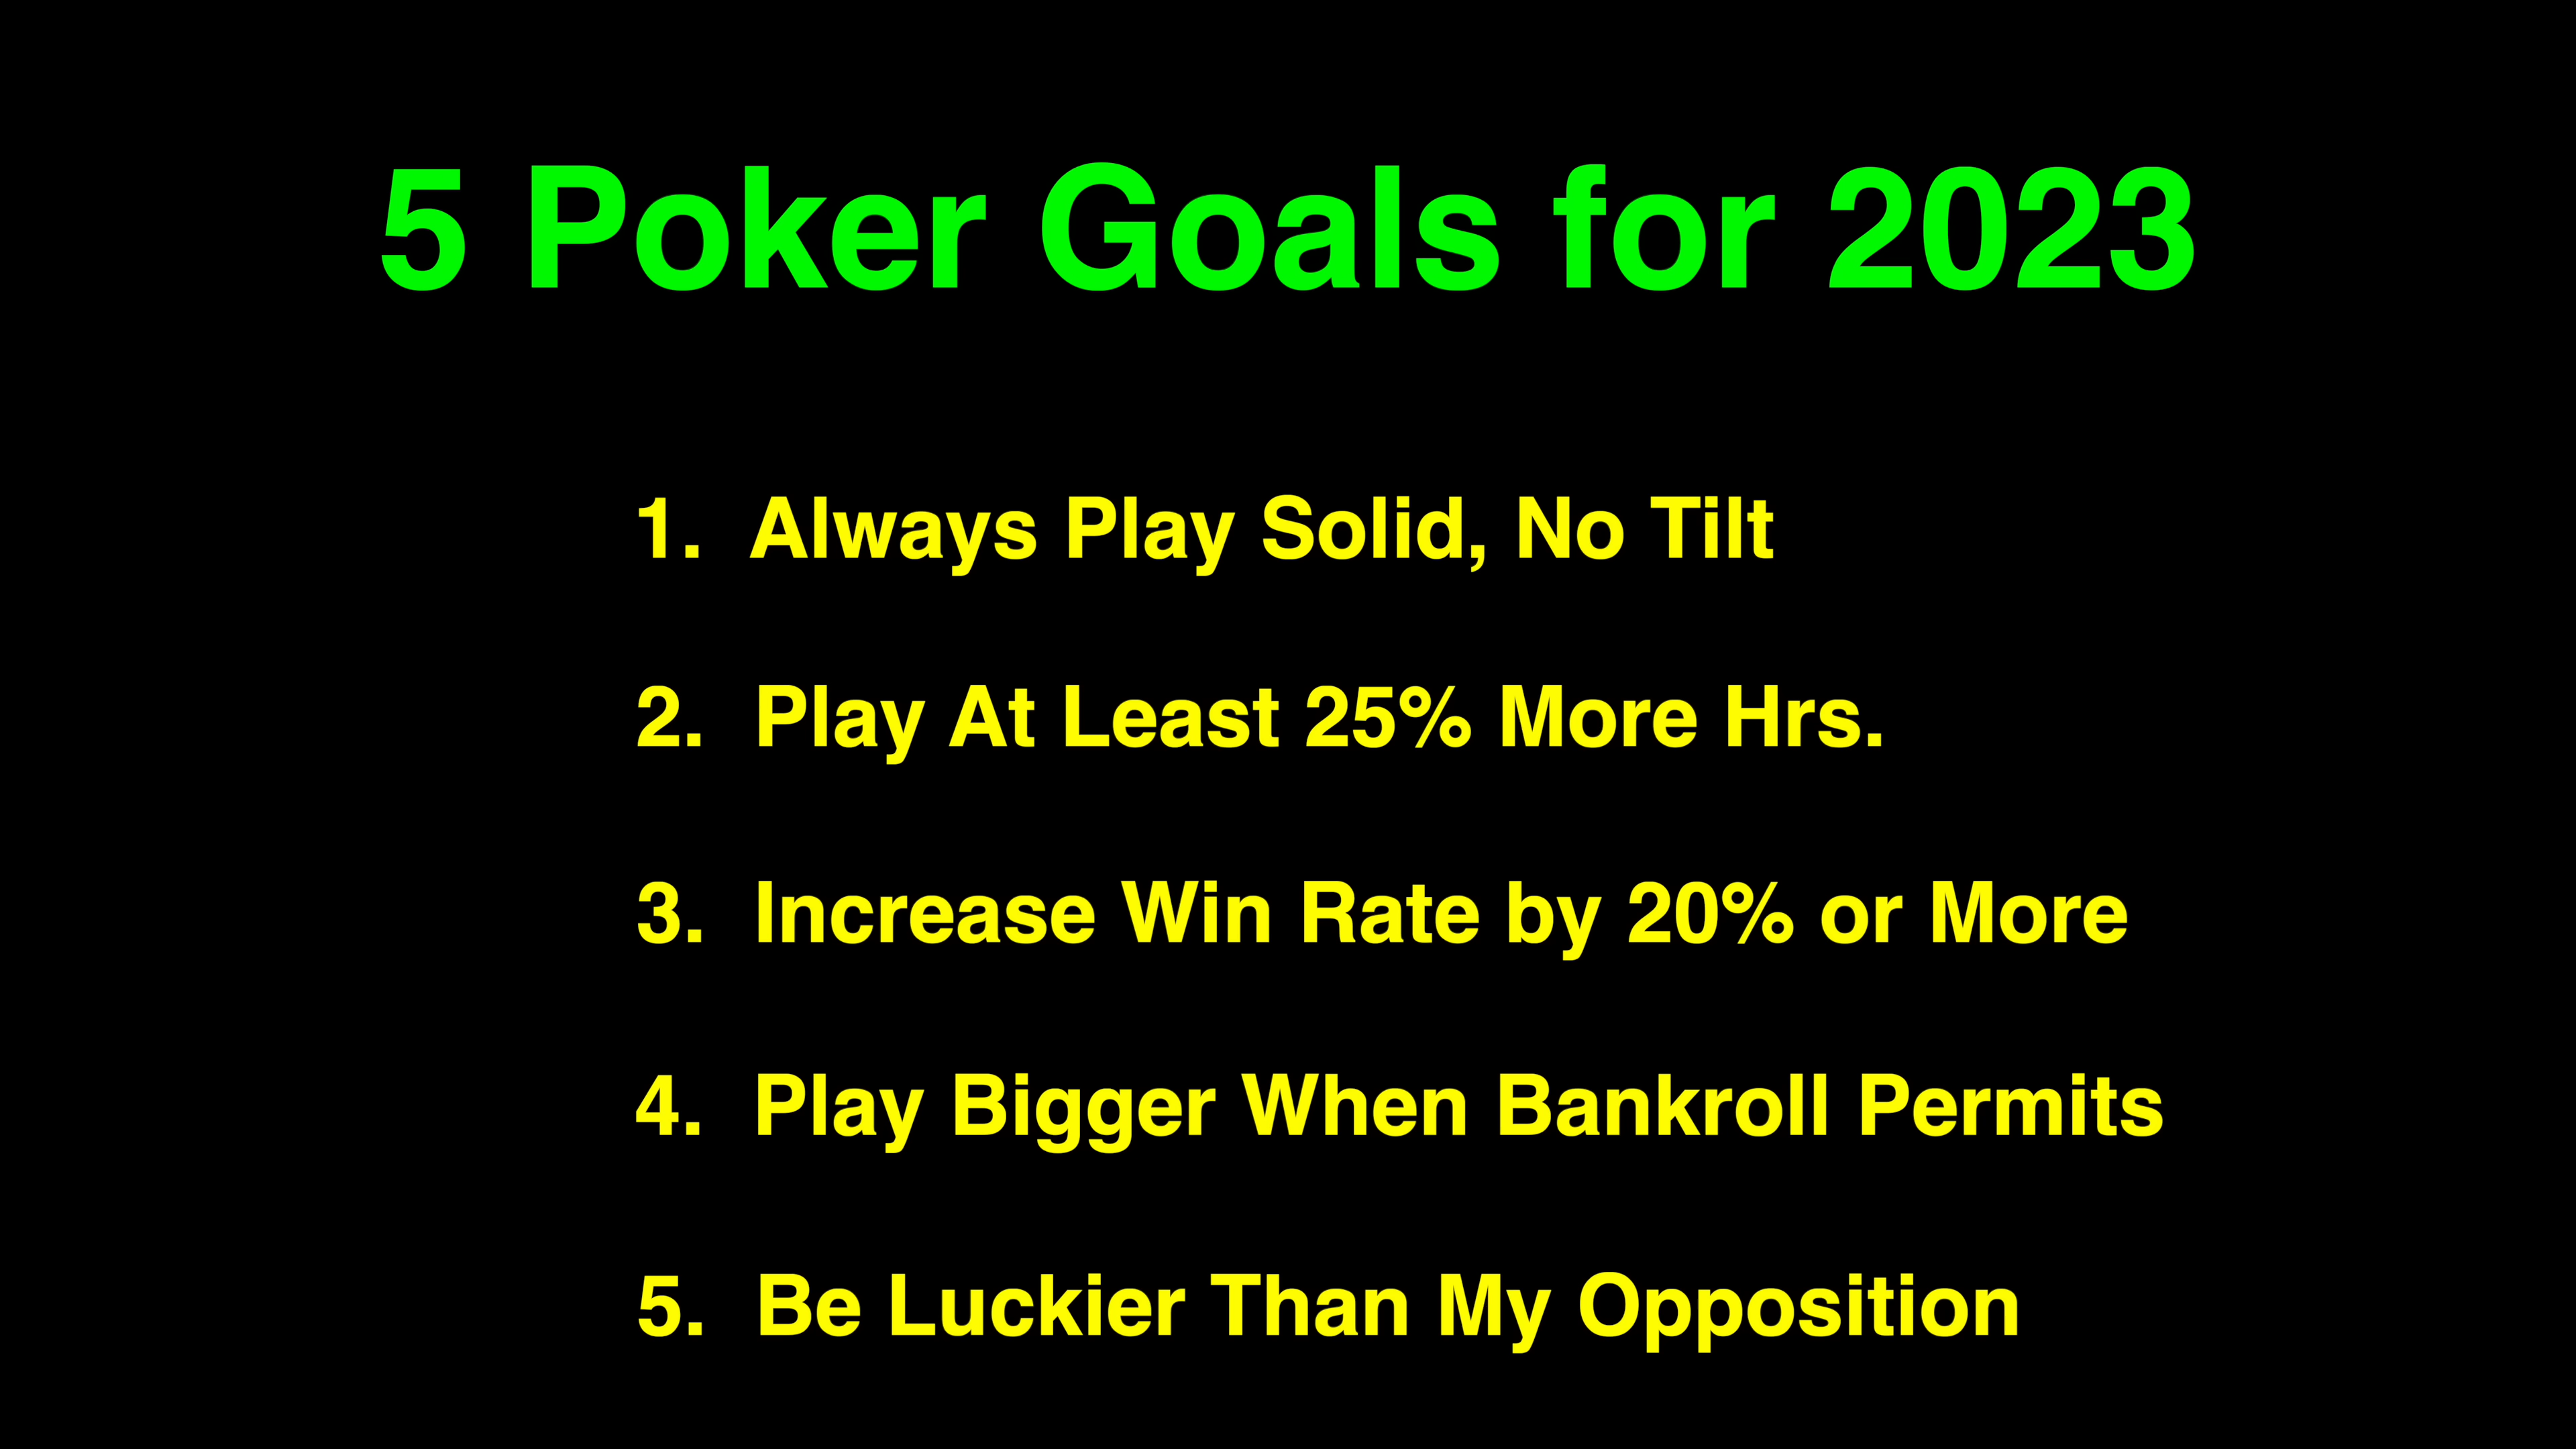 5 Poker Goals for 2023
1. Always Play Solid, No Tilt
2. Play At Least 25% More Hrs.
3. Increase Win Rate by 20% or More
4. Play Bigger When Bankroll Permits
5. Be Luckier Than My Opposition